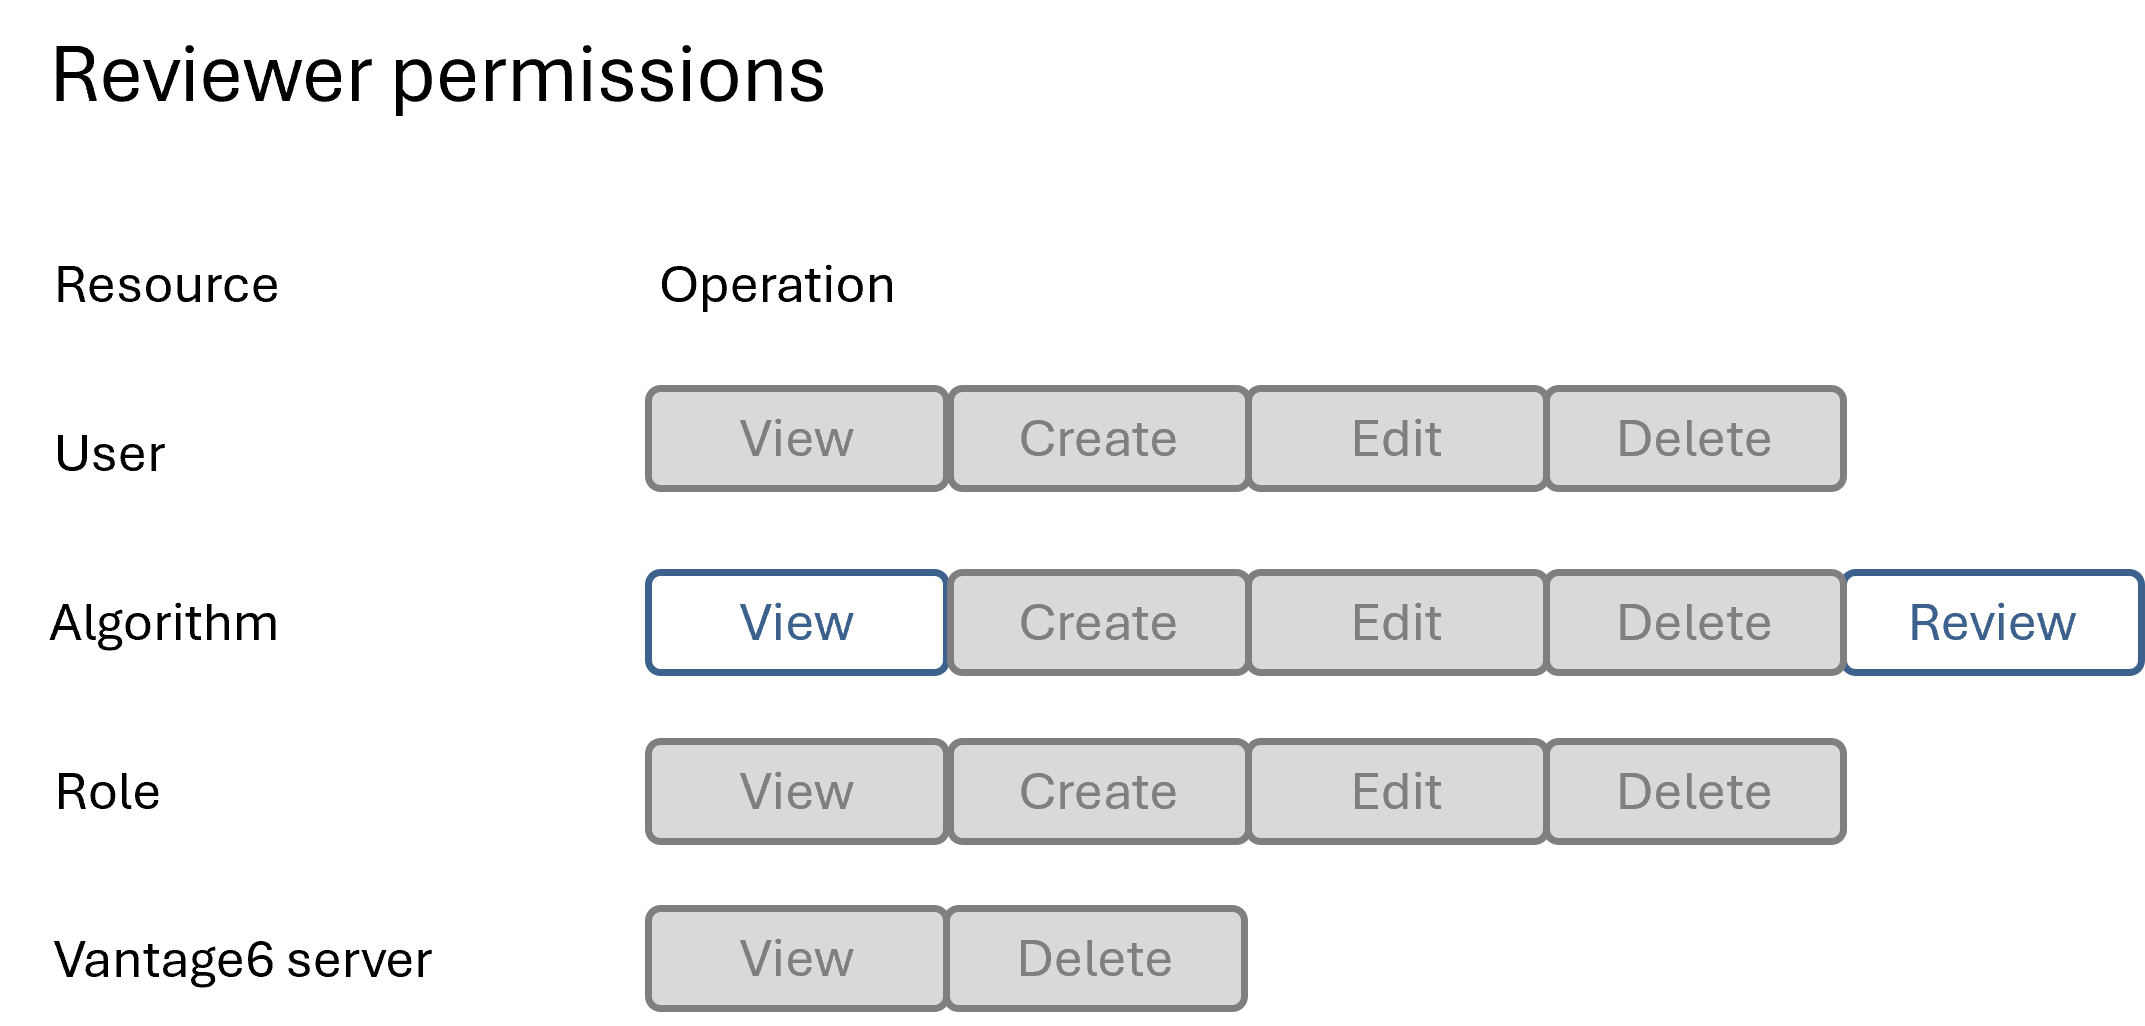 Reviewer permissions
Resource Operation
User View Create Edit Delete
Algorithm View Create Edit Delete Review
Role View Create Edit Delete
Vantage6 server View Delete